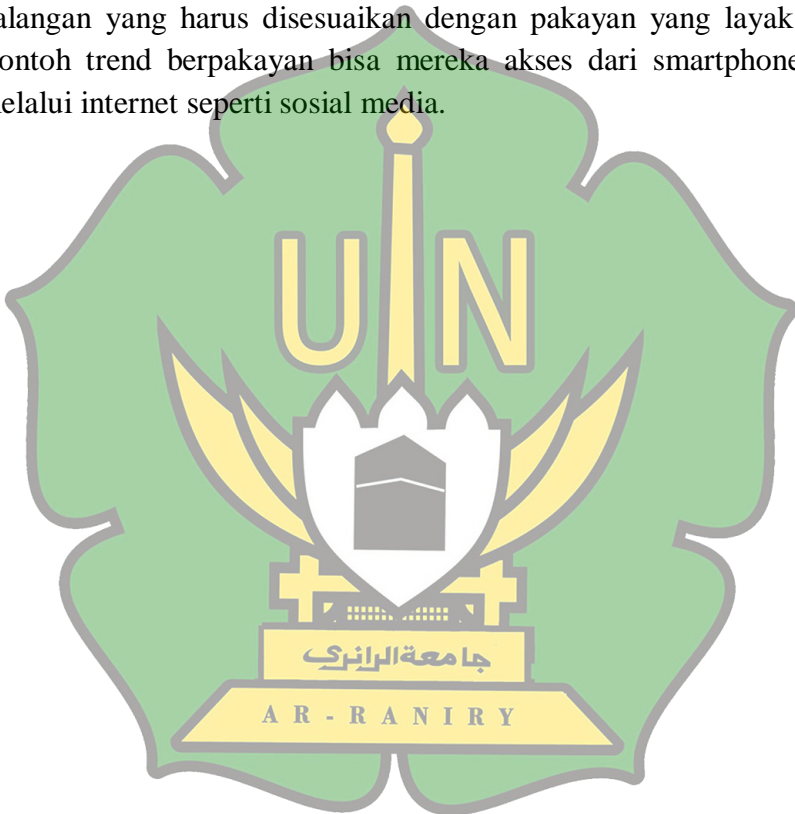 alangan yang harus disesuaikan dengan pakayan yang layak
ontoh trend berpakayan bisa mereka akses dari smartphone
elalui internet seperti sosial media.
UIN
جامعة الرانري
AR-RANIRY